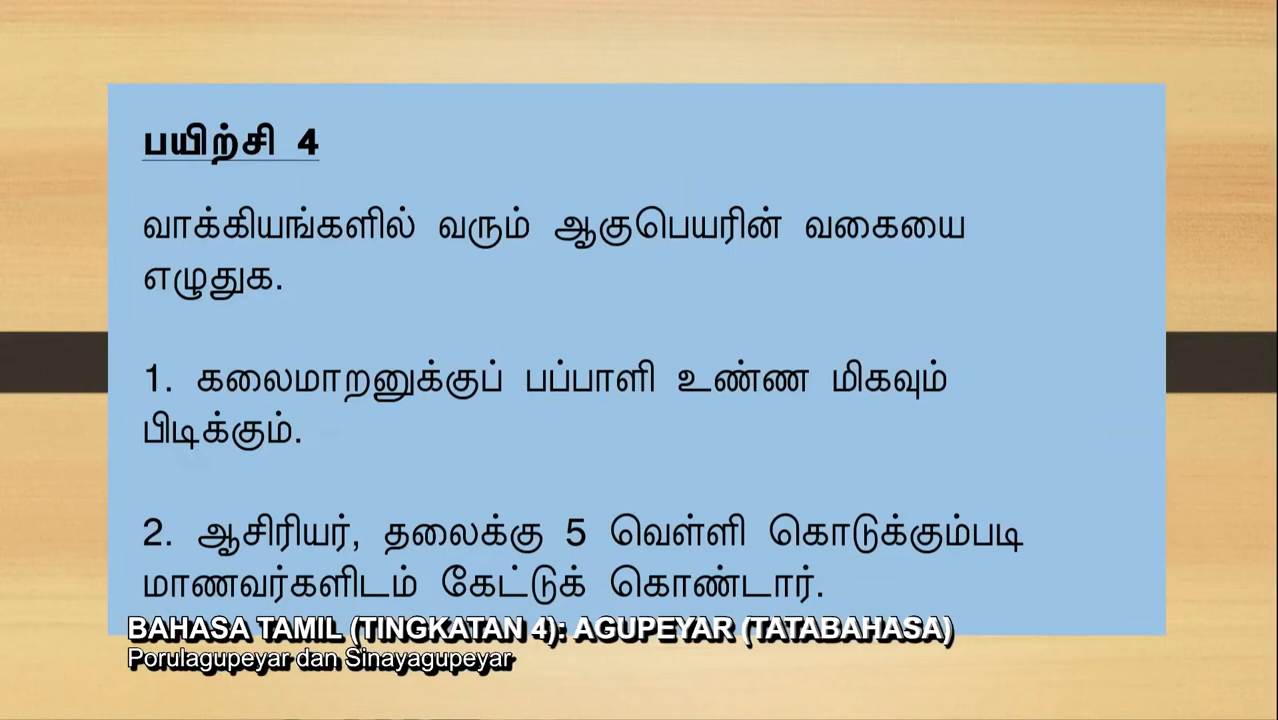 பயிற்சி 4
வாக்கியங்களில் வரும் ஆகுபெயரின் வகையை
எழுதுக.
1. கலைமாறனுக்குப் பப்பாளி உண்ண மிகவும்
பிடிக்கும்.
2. ஆசிரியர், தலைக்கு 5 வெள்ளி கொடுக்கும்படி
மாணவர்களிடம் கேட்டுக் கொண்டார்.
BAHASA TAMIL (TINGKATAN 4): AGUPEYAR (TATABAHASA)
Porulagupeyar dan Sinayagupeyar